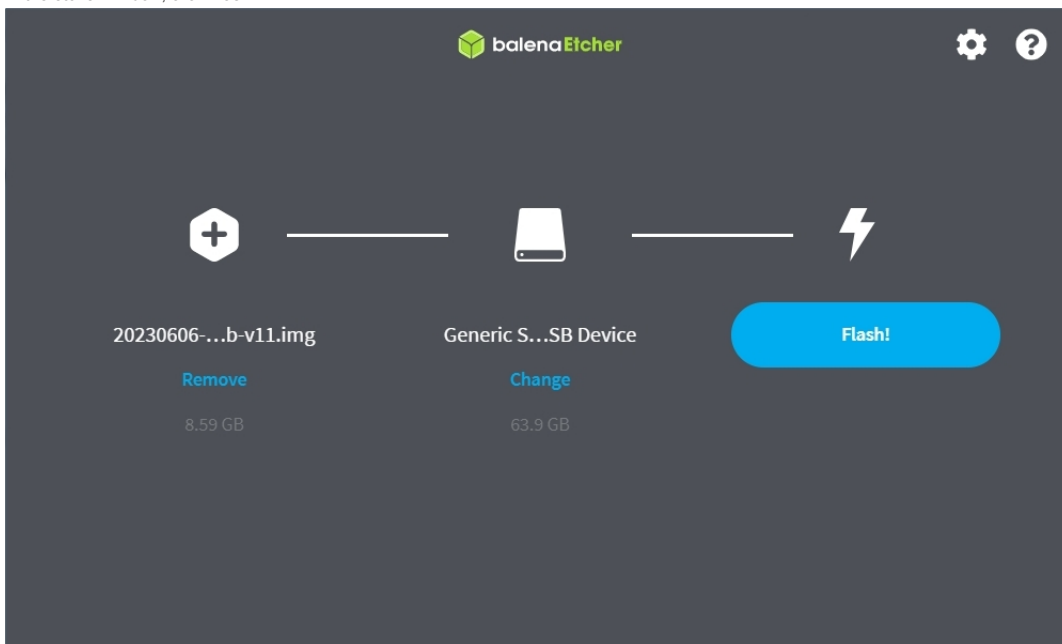 balenaEtcher
20230606-...b-v11.img
Generic S...SB Device
Flash!
Remove
Change
8.59 GB
63.9 GB